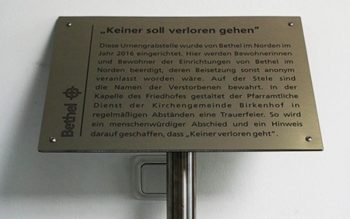 „Keiner soll verloren gehen"
Diese Urnengrabstelle wurde von Bethel im Norden im
Jahr 2016 eingerichtet. Hier werden Bewohnerinnen
und Bewohner der Einrichtungen von Bethel im
Norden beerdigt, deren Beisetzung sonst anonym
veranlasst worden wäre. Auf der Stele sind
die Namen der Verstorbenen bewahrt. In der
Kapelle des Friedhofes gestaltet der Pfarramtliche
Dienst der Kirchengemeinde Birkenhof in
regelmäßigen Abständen eine Trauerfeier. So wird
ein menschenwürdiger Abschied und ein Hinweis
darauf geschaffen, dass „Keiner verloren geht".
Bethel